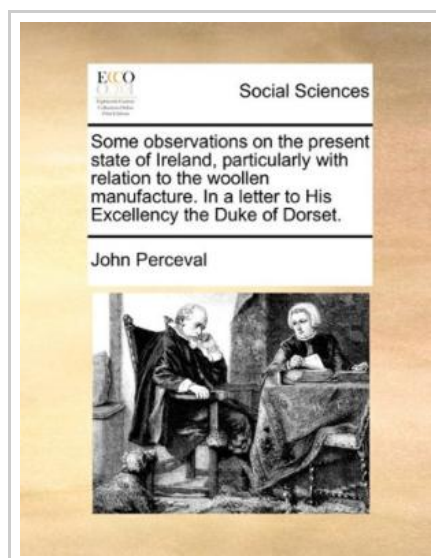 ECCO
Social Sciences
Some observations on the present
state of Ireland, particularly with
relation to the woollen
manufacture. In a letter to His
Excellency the Duke of Dorset.
John Perceval